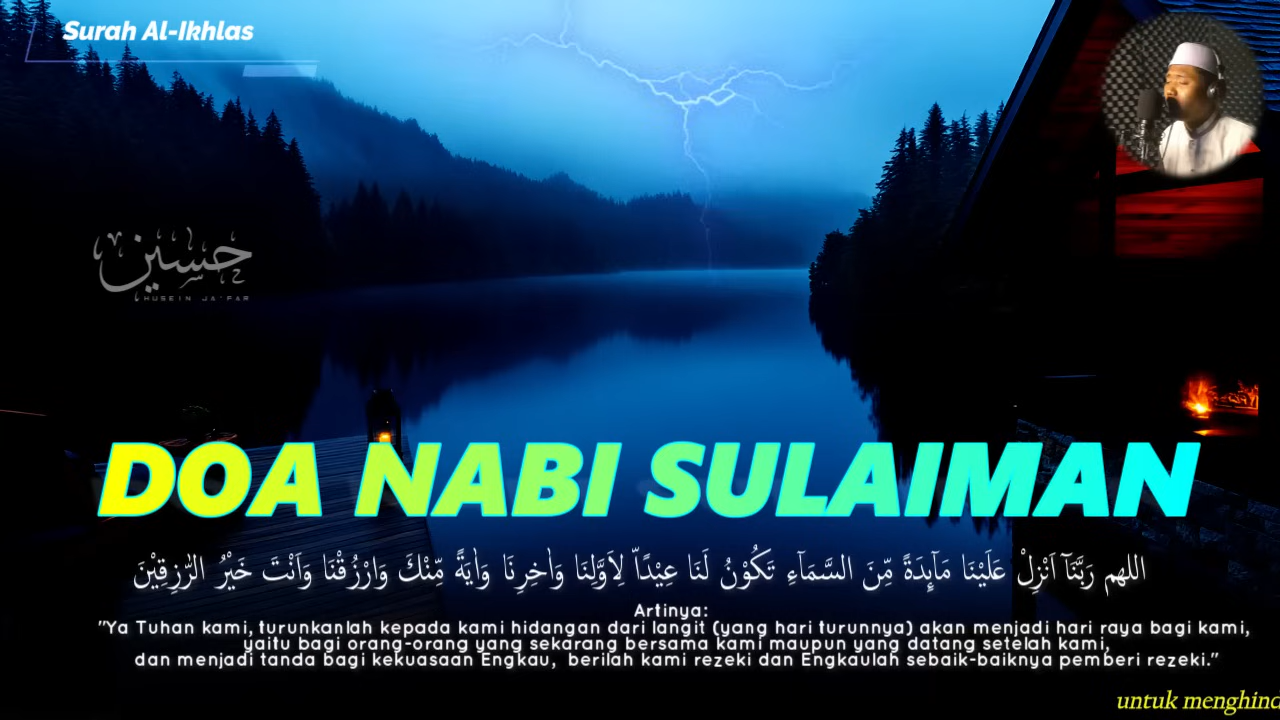 Surah Al-Ikhlas
حسين
HUSEIN JA'FAR
DOA NABI SULAIMAN
اللهم رَبَّنَآ اَنْزِلْ عَلَيْنَا مَآىِٕدَةً مِّنَ السَّمَآءِ تَكُوْنُ لَنَا عِيْدًا لِّاَوَّلِنَا وَاٰخِرِنَا وَاٰيَةً مِّنْكَ وَارْزُقْنَا وَاَنْتَ خَيْرُ الرّٰزِقِيْنَ
Artinya:
"Ya Tuhan kami, turunkanlah kepada kami hidangan dari langit (yang hari turunnya) akan menjadi hari raya bagi kami,
yaitu bagi orang-orang yang sekarang bersama kami maupun yang datang setelah kami,
dan menjadi tanda bagi kekuasaan Engkau, berilah kami rezeki dan Engkaulah sebaik-baiknya pemberi rezeki."
untuk menghind